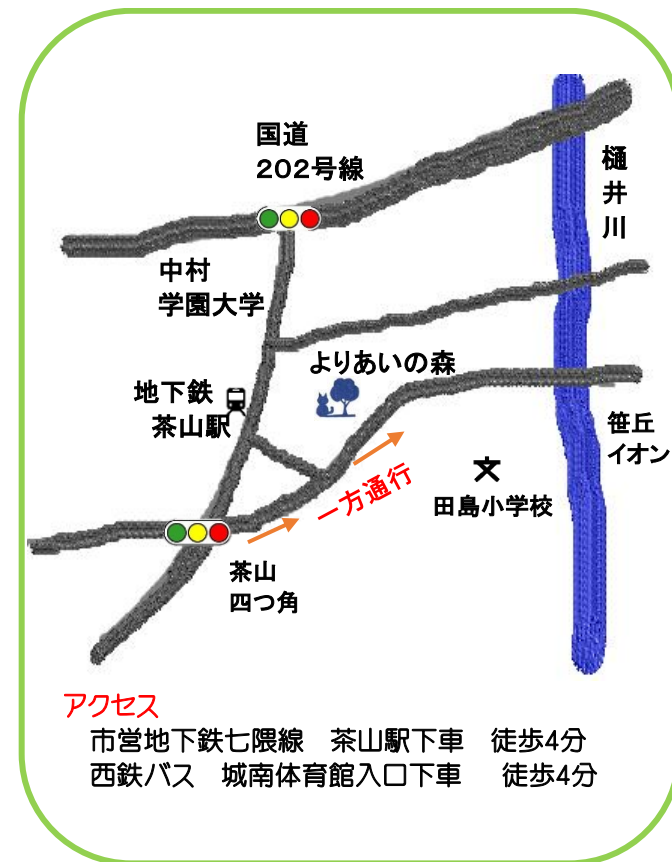 国道
202号線
樋井川
中村
学園大学
よりあいの森
地下鉄
茶山駅
笹丘
イオン
一方通行
田島小学校
茶山
四つ角
アクセス
市営地下鉄七隈線　茶山駅下車　徒歩4分
西鉄バス　城南体育館入口下車　徒歩4分